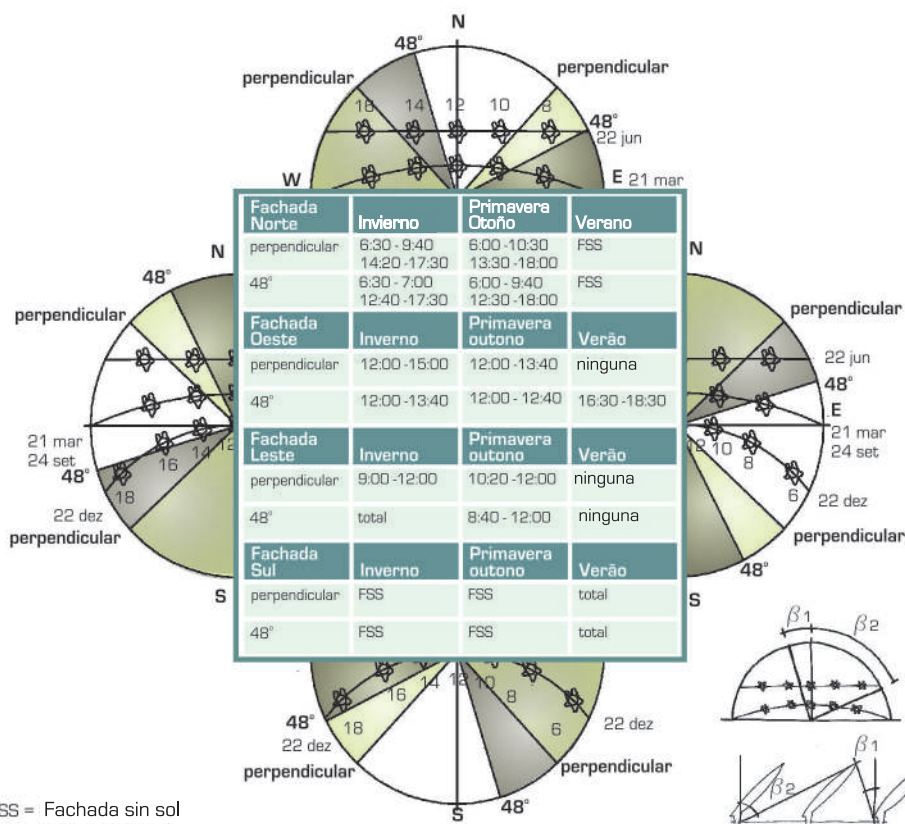 N
48°
perpendicular
perpendicular
16 14 12 10 8
48°
22 jun
W
E 21 mar
Fachada Norte Invierno Primavera Otoño Verano
perpendicular 6:30 - 9:40 6:00 -10:30 FSS
14:20 -17:30 13:30 -18:00
48° 6:30 - 7:00 6:00 - 9:40 FSS
12:40 -17:30 12:30 -18:00
Fachada Oeste Inverno Primavera outono Verão
perpendicular 12:00 -15:00 12:00 -13:40 ninguna
48° 12:00 -13:40 12:00 - 12:40 16:30 -18:30
Fachada Leste Inverno Primavera outono Verão
perpendicular 9:00 -12:00 10:20 -12:00 ninguna
48° total 8:40 - 12:00 ninguna
Fachada Sul Inverno Primavera outono Verão
perpendicular FSS FSS total
48° FSS FSS total
N
48°
perpendicular
21 mar
24 set
48°
22 dez
perpendicular
18 16 14 12
S
N
perpendicular
22 jun
48°
E
21 mar
24 set
12 10 8 6
22 dez
perpendicular
48°
S
48°
22 dez
perpendicular
18 16 14 12 10 8 6
22 dez
perpendicular
48°
S
β1
β2
β1
β2
SS = Fachada sin sol